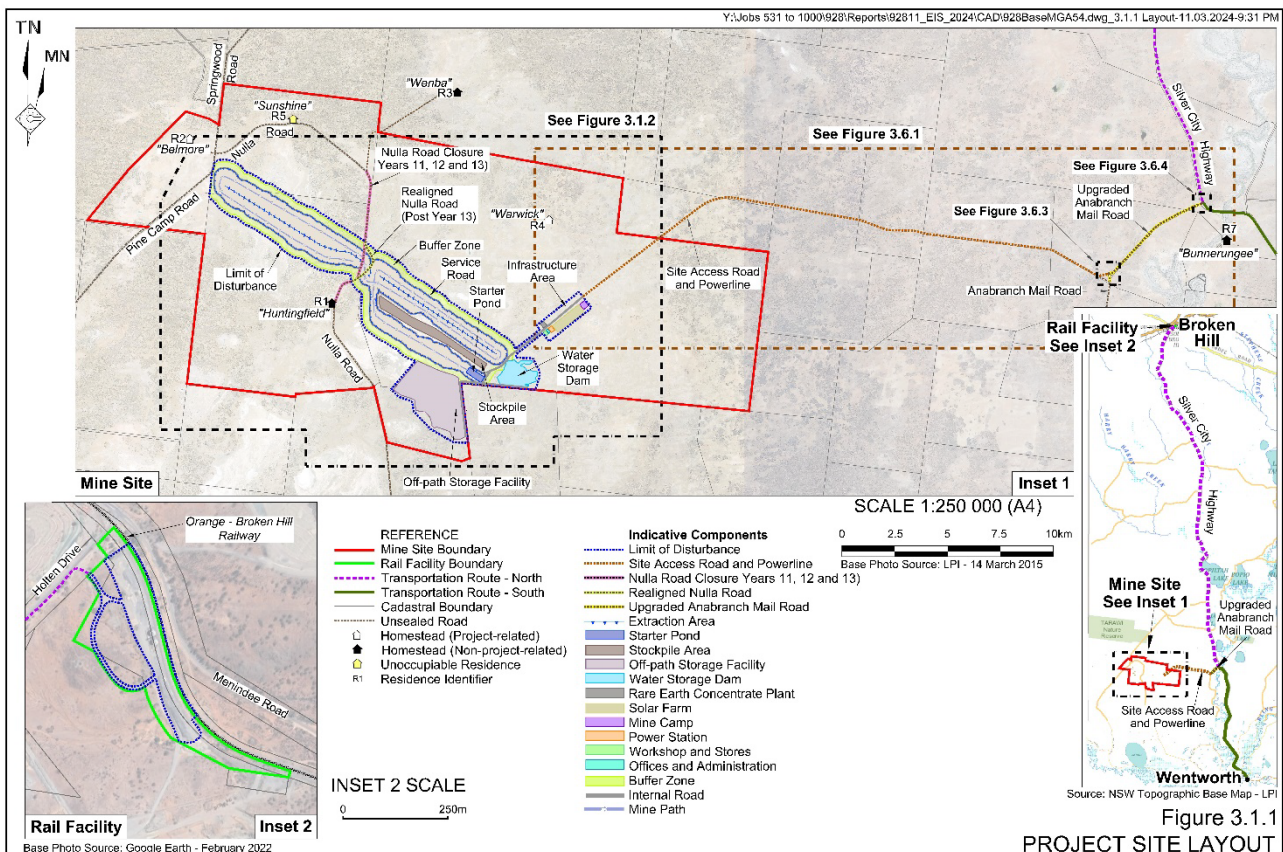 Y:\Jobs 531 to 1000\928\Reports\92811_EIS_2024\CAD\928BaseMGA54.dwg_3.1.1 Layout-11.03.2024-9:31 PM
TN
MN
Springwood
Road
"Wenba"
R3
"Sunshine"
R5
Road
R2
"Belmore"
Nulla
See Figure 3.1.2
See Figure 3.6.1
Silver City
Highway
Nulla Road Closure
Years 11, 12 and 13)
See Figure 3.6.4
Realigned
Nulla Road
(Post Year 13)
"Warwick"
R4
Upgraded
Anabranch
Mail Road
See Figure 3.6.3
Pine Camp Road
Buffer Zone
Service
Road
Infrastructure
Area
R7
"Bunnerungee"
Limit of
Disturbance
Starter
Pond
Site Access Road
and Powerline
Anabranch Mail Road
R1
"Huntingfield"
Nulla Road
Water
Storage
Dam
Stockpile
Area
Off-path Storage Facility
Mine Site
Inset 1
Rail Facility
See Inset 2
Broken
Hill
Silver City
Highway
Mine Site
See Inset 1
TARAWI
Nature
Reserve
Upgraded
Anabranch
Mail Road
Site Access Road
and Powerline
Wentworth
Source: NSW Topographic Base Map - LPI
Orange - Broken Hill
Railway
Holten Drive
Menindee Road
Rail Facility
Inset 2
Base Photo Source: Google Earth - February 2022
REFERENCE
Mine Site Boundary
Rail Facility Boundary
Transportation Route - North
Transportation Route - South
Cadastral Boundary
Unsealed Road
Homestead (Project-related)
Homestead (Non-project-related)
Unoccupiable Residence
R1 Residence Identifier
INSET 2 SCALE
0 250m
Indicative Components
Limit of Disturbance
Site Access Road and Powerline
Nulla Road Closure Years 11, 12 and 13)
Realigned Nulla Road
Upgraded Anabranch Mail Road
Extraction Area
Starter Pond
Stockpile Area
Off-path Storage Facility
Water Storage Dam
Rare Earth Concentrate Plant
Solar Farm
Mine Camp
Power Station
Workshop and Stores
Offices and Administration
Buffer Zone
Internal Road
Mine Path
SCALE 1:250 000 (A4)
0 2.5 5 7.5 10km
Base Photo Source: LPI - 14 March 2015
Figure 3.1.1
PROJECT SITE LAYOUT